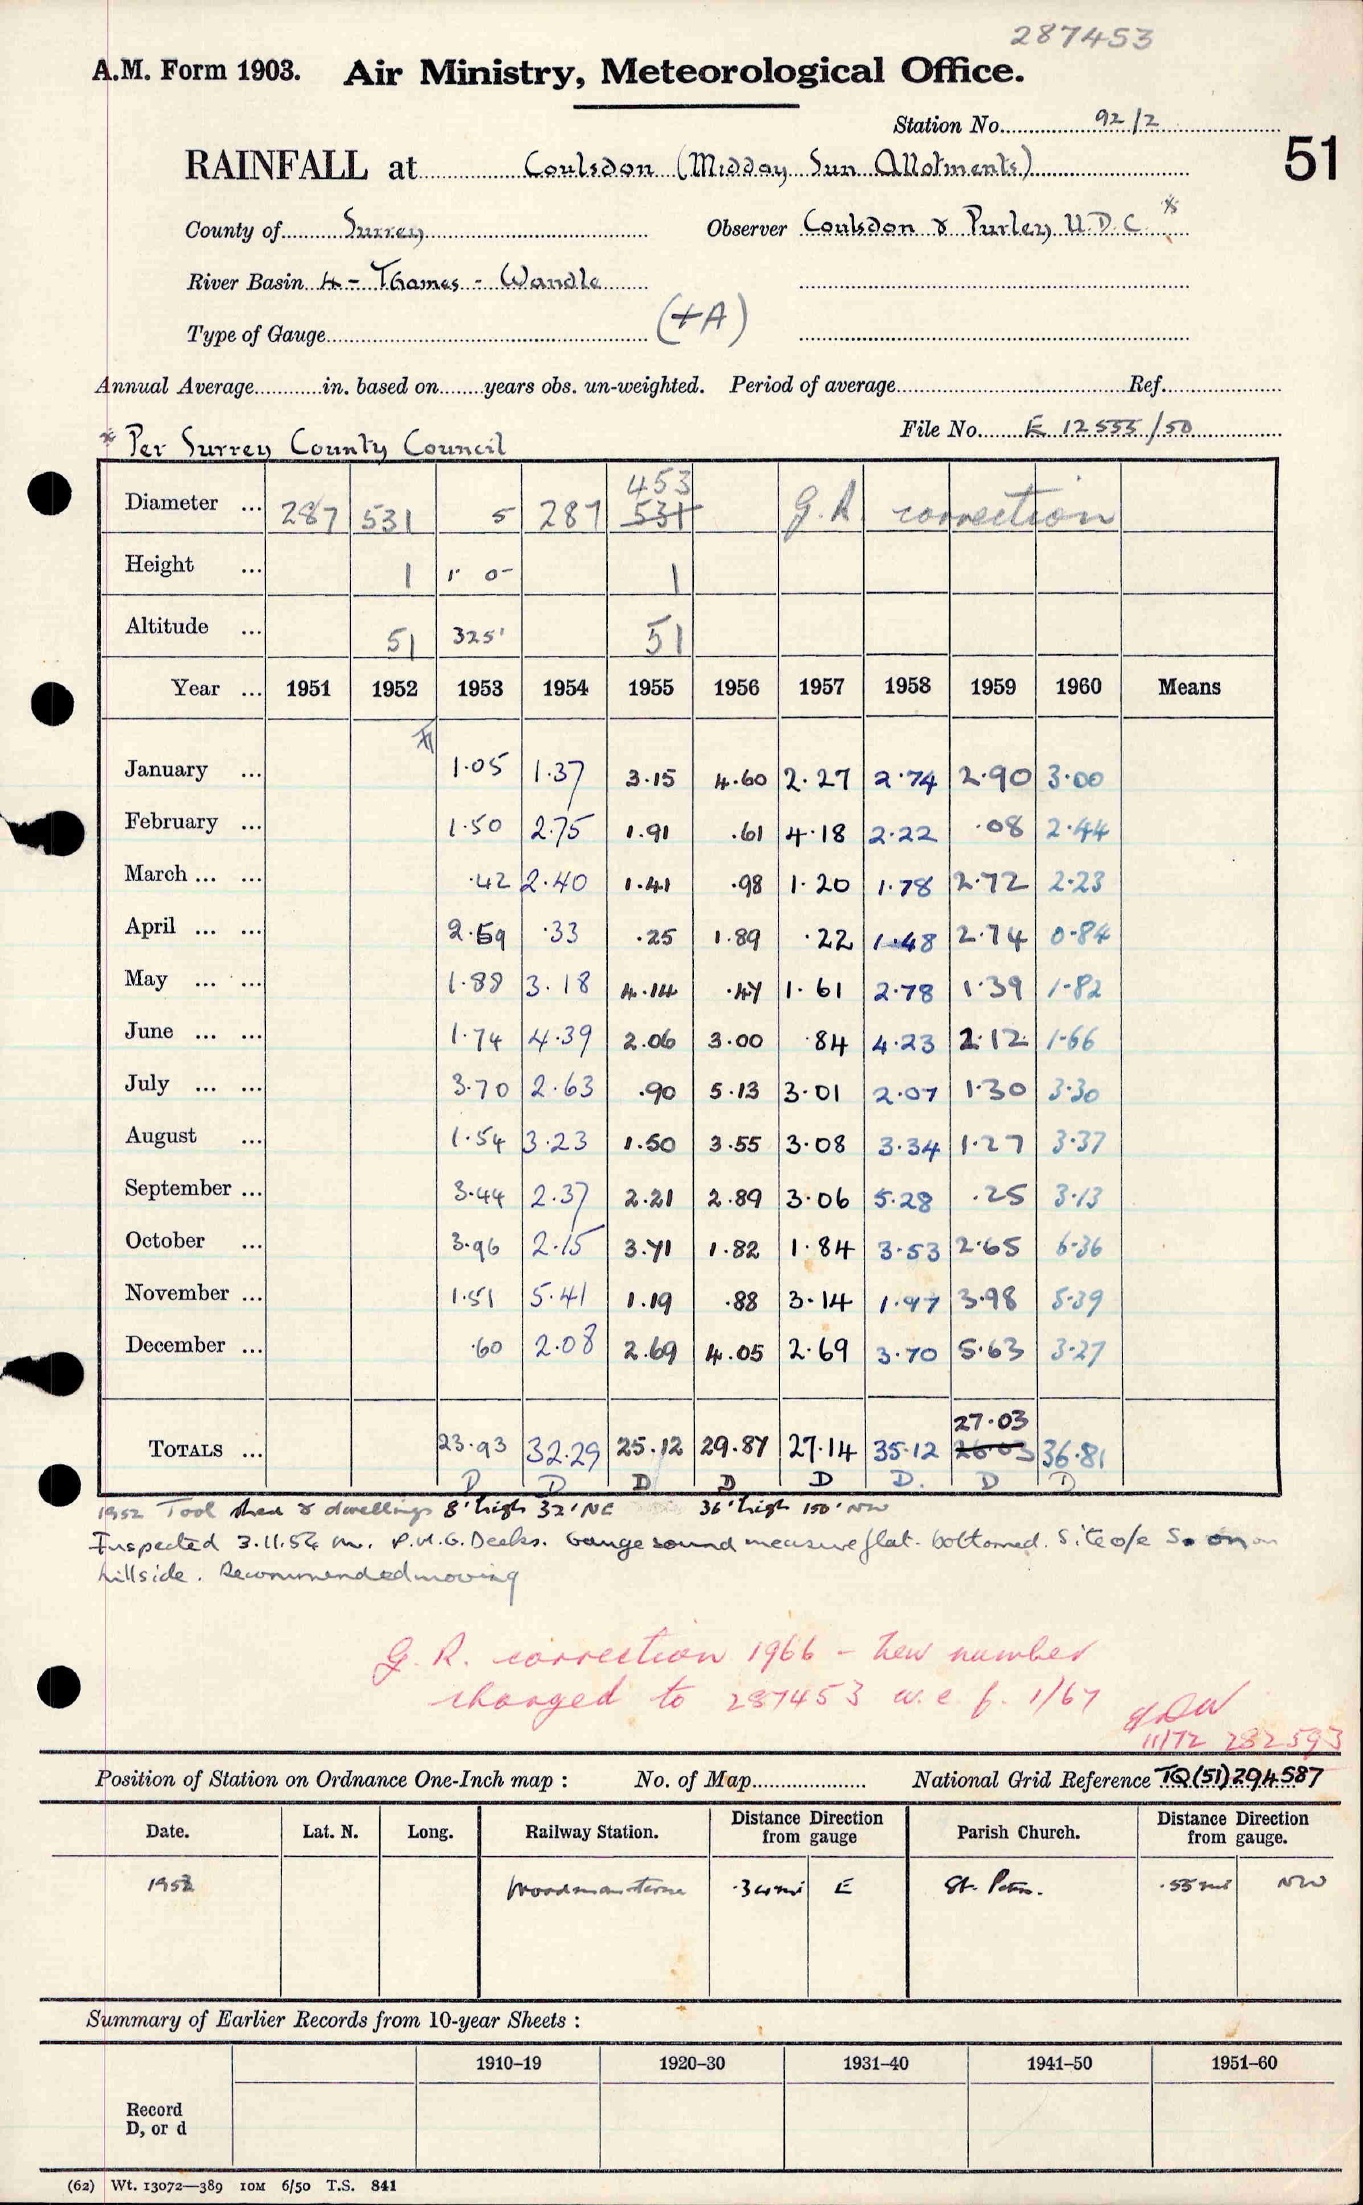 287453
A.M. Form 1903. Air Ministry, Meteorological Office.
Station No. 92/2
51
RAINFALL at Coulsdon (Midday Sun Allotments)
County of Surrey Observer Coulsdon & Purley U.D.C. *
River Basin 4 - Thames - Wandle
Type of Gauge (+A)
Annual Average in. based on years obs. un-weighted. Period of average Ref.
File No. E 12555/50
* Per Surrey County Council
Diameter ... 287 531 5 287 453 531 G.R. correction
Height ... 1 1' 0" 1
Altitude ... 51 325' 51
Year ... 1951 1952 1953 1954 1955 1956 1957 1958 1959 1960 Means
January ... 1.05 1.37 3.15 4.60 2.27 2.74 2.90 3.00
February ... 1.50 2.75 1.91 .61 4.18 2.22 .08 2.44
March ... ... .42 2.40 1.41 .98 1.20 1.78 2.72 2.23
April ... ... 2.59 .33 .25 1.89 .22 1.48 2.74 0.84
May ... ... 1.88 3.18 4.14 .47 1.61 2.78 1.39 1.82
June ... ... 1.74 4.39 2.06 3.00 .84 4.23 2.12 1.66
July ... ... 3.70 2.63 .90 5.13 3.01 2.07 1.30 3.30
August ... 1.54 3.23 1.50 3.55 3.08 3.34 1.27 3.37
September ... 3.44 2.37 2.21 2.89 3.06 5.28 .25 3.13
October ... 3.96 2.15 3.71 1.82 1.84 3.53 2.65 6.36
November ... 1.51 5.41 1.19 .88 3.14 1.97 3.98 5.39
December ... .60 2.08 2.69 4.05 2.69 3.70 5.63 3.27
27.03
TOTALS ... 23.93 32.29 25.12 29.87 27.14 35.12 26.03 36.81
D D D D D D. D D
1952 Tool shed & dwellings 8' high 32' NE 36' high 150' NW
Inspected 3.11.54 Mr. P.H.G. Deeks. Gauge sound measure flat-bottomed. Site o/e S. on on
hillside. Recommended moving
G.R. correction 1966 - new number
changed to 287453 w.e.f. 1/67
11/72 282593
Position of Station on Ordnance One-Inch map : No. of Map National Grid Reference TQ(51)294587
Date. Lat. N. Long. Railway Station. Distance from Direction gauge Parish Church. Distance from Direction gauge.
1952 Woodmansterne .34mi E St. Peters. .55mi NW
Summary of Earlier Records from 10-year Sheets :
1910–19 1920–30 1931–40 1941–50 1951–60
Record
D, or d
(62) Wt. 13072—389 10M 6/50 T.S. 841